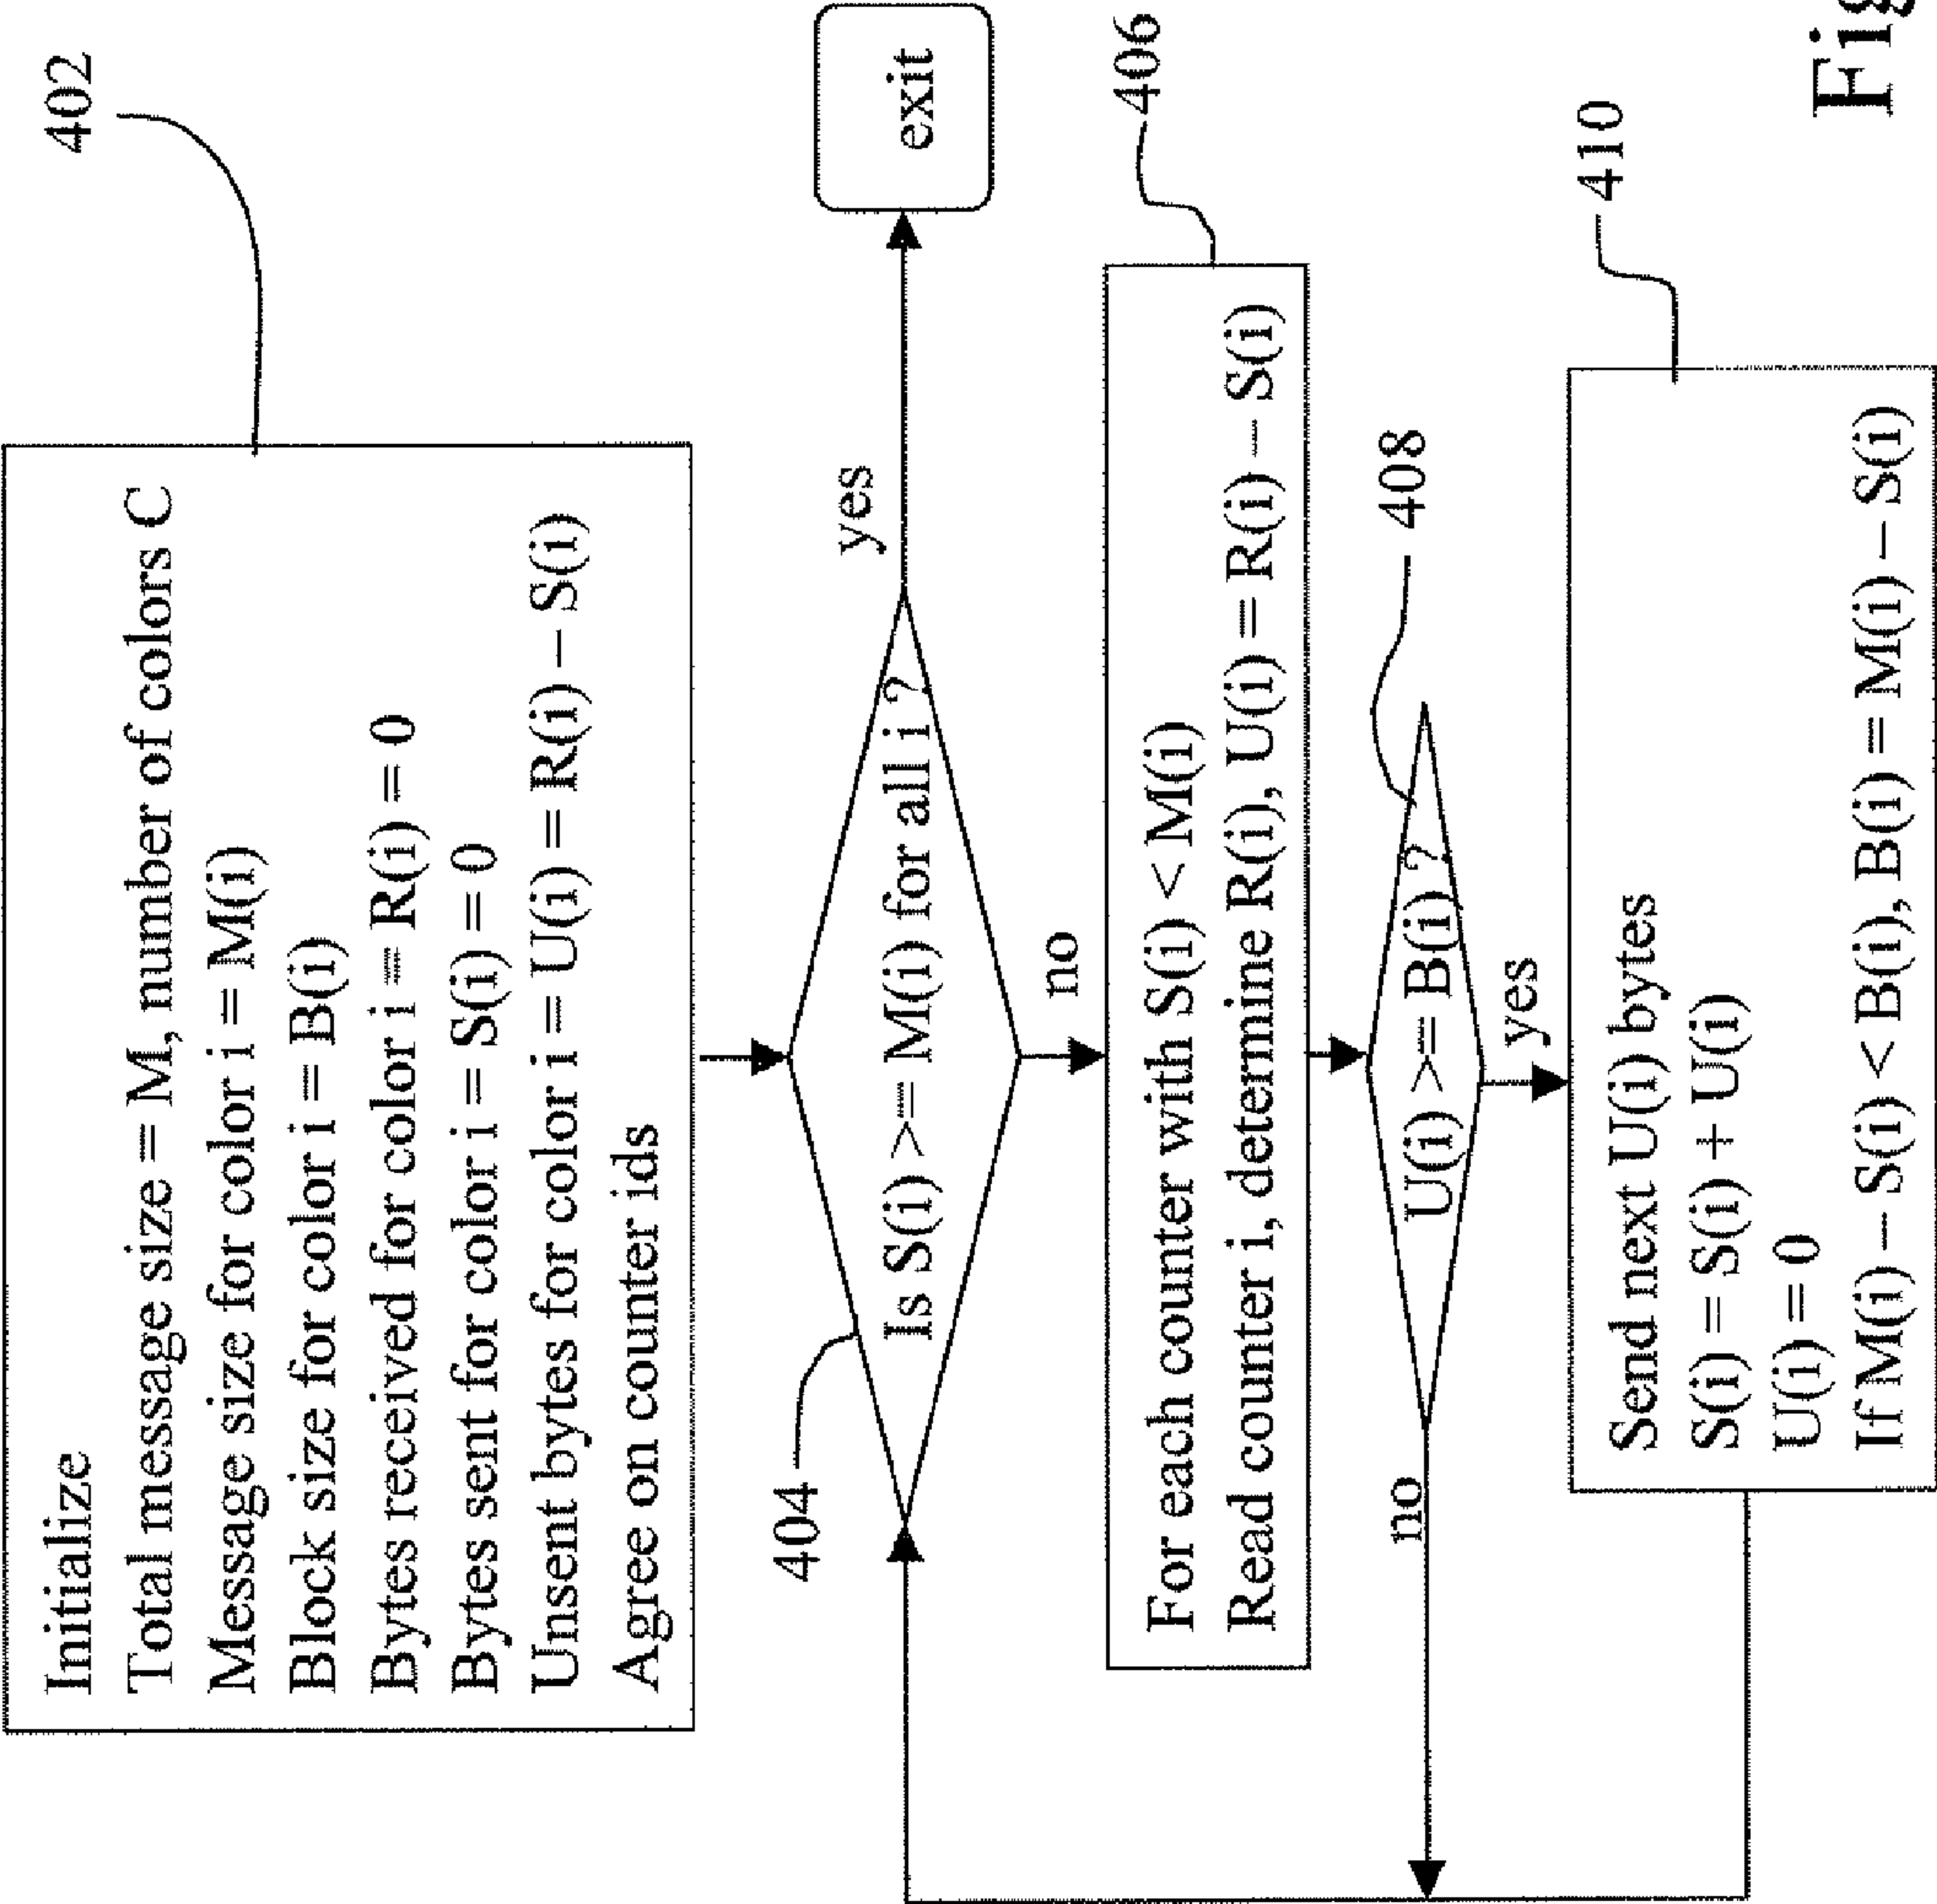 402
Initialize
Total message size = M, number of colors C
Message size for color i = M(i)
Block size for color i = B(i)
Bytes received for color i = R(i) = 0
Bytes sent for color i = S(i) = 0
Unsent bytes for color i = U(i) = R(i) – S(i)
Agree on counter ids
404
Is S(i) >= M(i) for all i ?
yes
exit
no
406
For each counter with S(i) < M(i)
Read counter i, determine R(i), U(i) = R(i) – S(i)
408
U(i) >= B(i) ?
no
yes
410
Send next U(i) bytes
S(i) = S(i) + U(i)
U(i) = 0
If M(i) – S(i) < B(i), B(i) = M(i) – S(i)